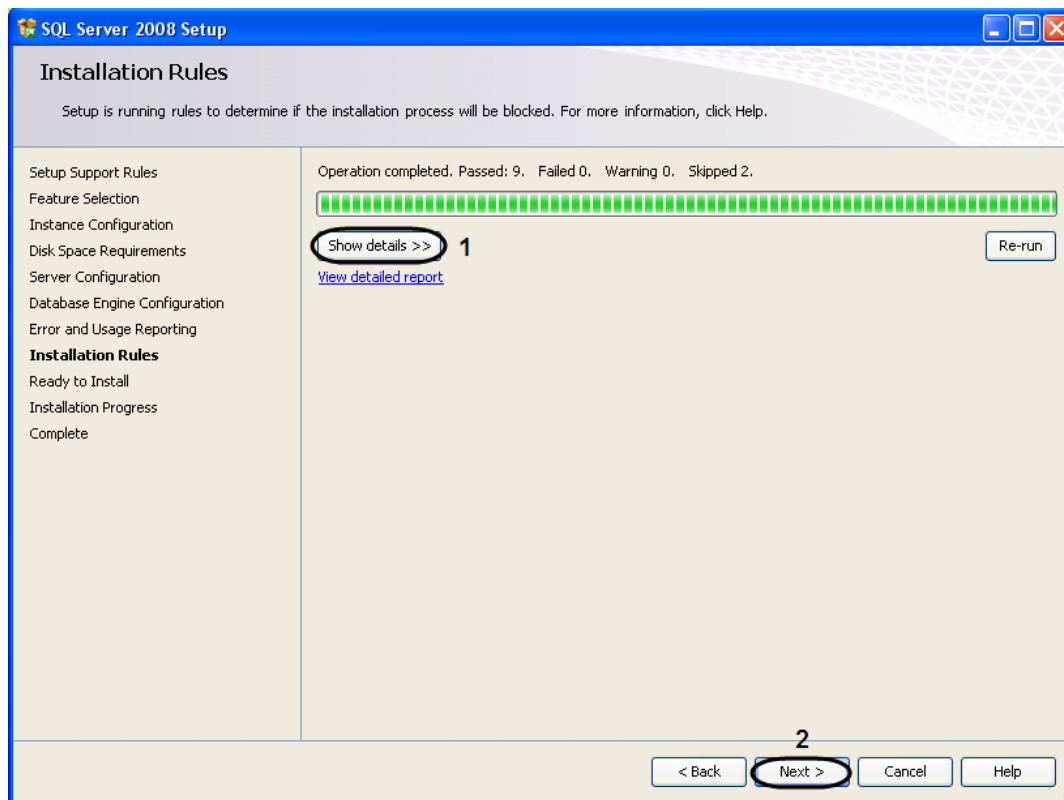 SQL Server 2008 Setup
Installation Rules
Setup is running rules to determine if the installation process will be blocked. For more information, click Help.
Setup Support Rules
Feature Selection
Instance Configuration
Disk Space Requirements
Server Configuration
Database Engine Configuration
Error and Usage Reporting
Installation Rules
Ready to Install
Installation Progress
Complete
Operation completed. Passed: 9. Failed 0. Warning 0. Skipped 2.
Show details >> 1
Re-run
View detailed report
2
< Back
Next >
Cancel
Help